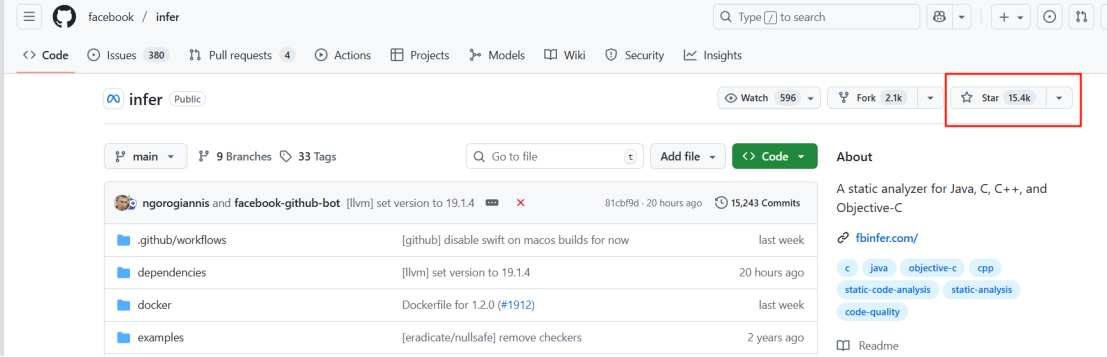 facebook / infer
Type / to search
Code
Issues 380
Pull requests 4
Actions
Projects
Models
Wiki
Security
Insights
infer Public
Watch 596
Fork 2.1k
Star 15.4k
main
9 Branches
33 Tags
Go to file t
Add file
Code
ngorogiannis and facebook-github-bot [llvm] set version to 19.1.4
81cbf9d · 20 hours ago
15,243 Commits
.github/workflows [github] disable swift on macos builds for now last week
dependencies [llvm] set version to 19.1.4 20 hours ago
docker Dockerfile for 1.2.0 (#1912) last week
examples [eradicate/nullsafe] remove checkers 2 years ago
About
A static analyzer for Java, C, C++, and
Objective-C
fbinfer.com/
c java objective-c cpp
static-code-analysis static-analysis
code-quality
Readme